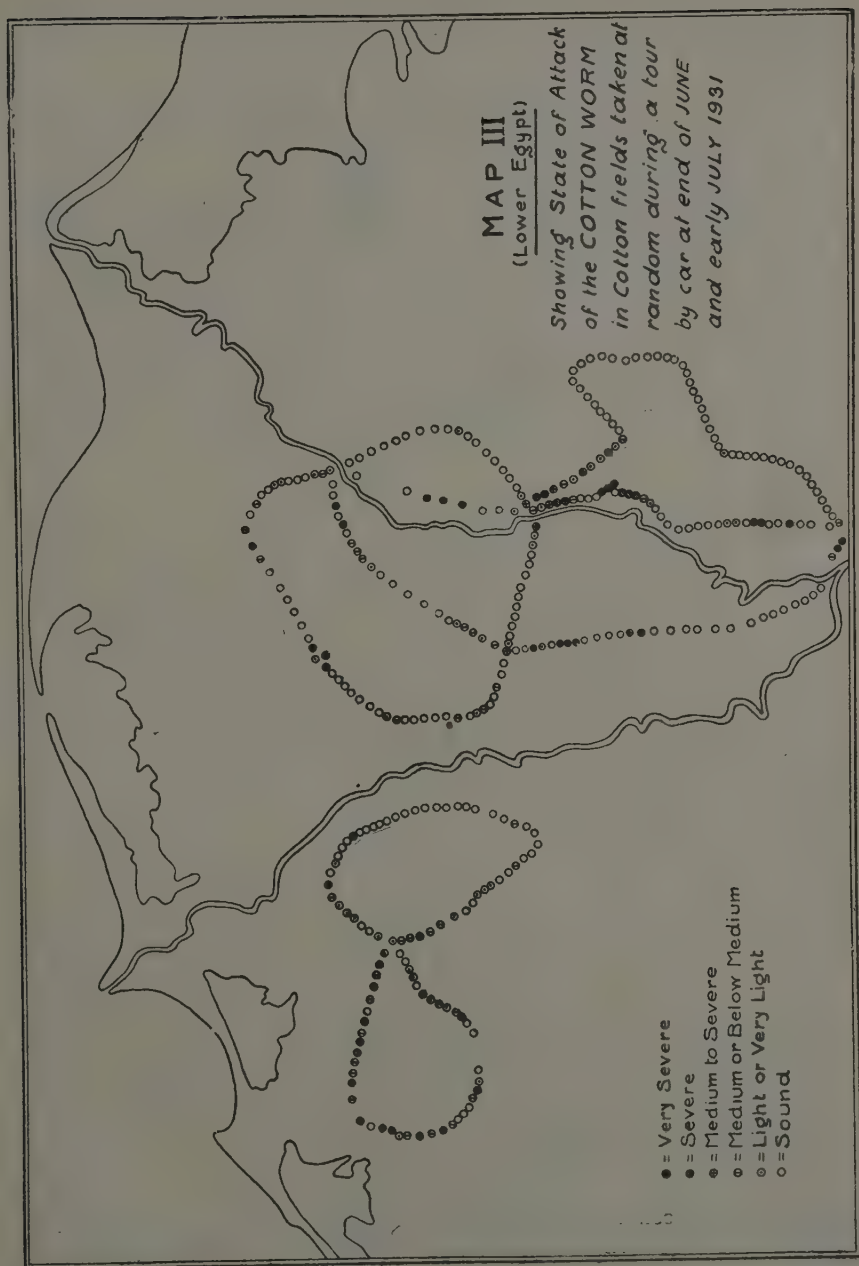 MAP III
(Lower Egypt)
Showing State of Attack
of the COTTON WORM
in Cotton fields taken at
random during a tour
by car at end of JUNE
and early JULY 1931
● = Very Severe
● = Severe
⊕ = Medium to Severe
⊖ = Medium or Below Medium
⊙ = Light or Very Light
○ = Sound